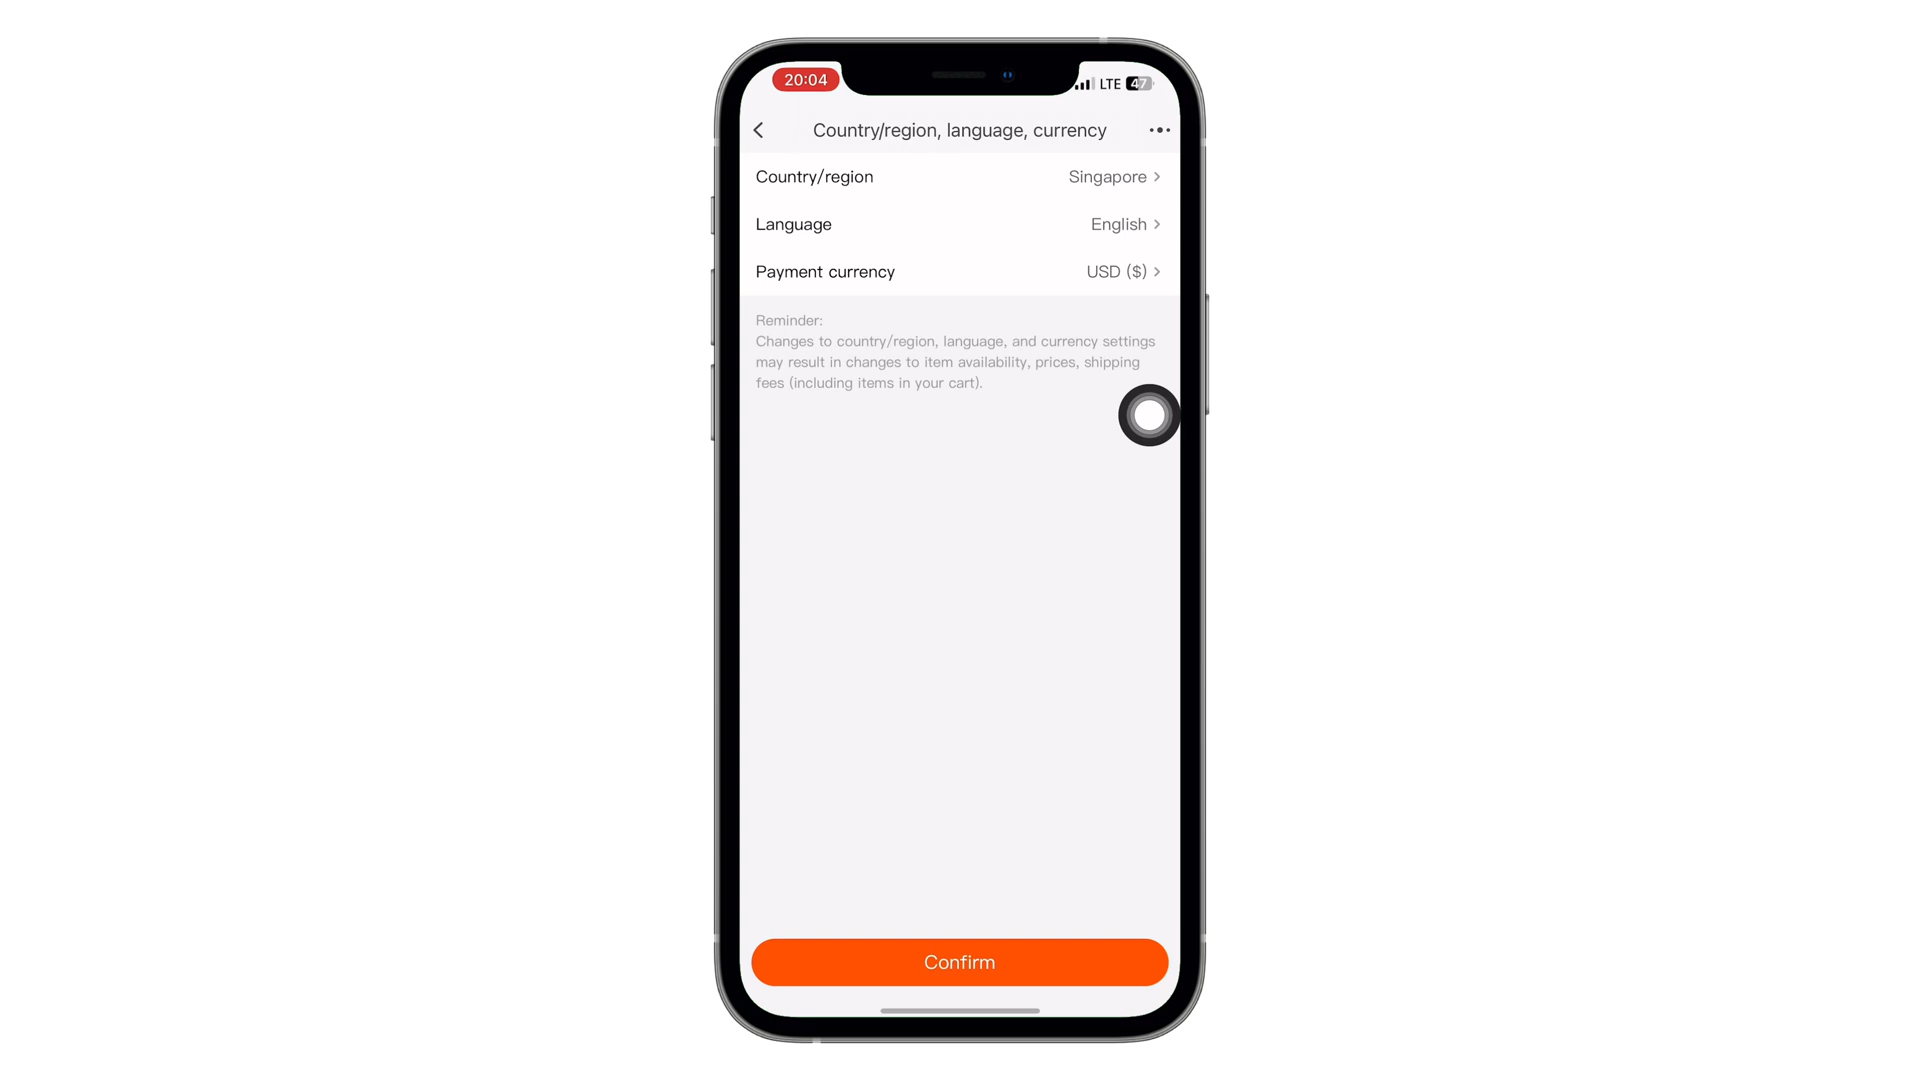 20:04
LTE 47
Country/region, language, currency
Country/region Singapore
Language English
Payment currency USD ($)
Reminder:
Changes to country/region, language, and currency settings
may result in changes to item availability, prices, shipping
fees (including items in your cart).
Confirm